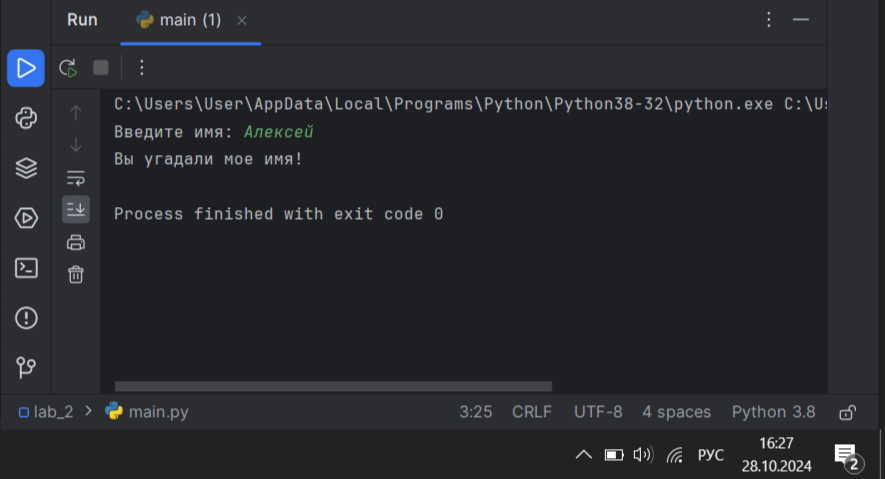 Run main (1)
C:\Users\User\AppData\Local\Programs\Python\Python38-32\python.exe C:\Us
Введите имя: Алексей
Вы угадали мое имя!
Process finished with exit code 0
lab_2 > main.py 3:25 CRLF UTF-8 4 spaces Python 3.8
РУС 16:27
28.10.2024 2